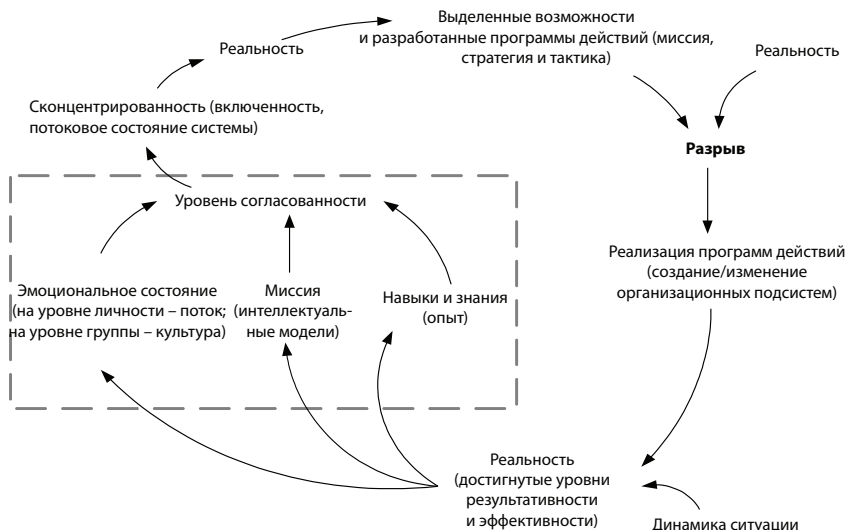 Выделенные возможности
и разработанные программы действий (миссия,
стратегия и тактика)
Реальность
Реальность
Сконцентрированность (включенность,
потоковое состояние системы)
Разрыв
Уровень согласованности
Реализация программ действий
(создание/изменение
организационных подсистем)
Эмоциональное состояние
(на уровне личности – поток;
на уровне группы – культура)
Миссия
(интеллектуаль-
ные модели)
Навыки и знания
(опыт)
Реальность
(достигнутые уровни
результативности
и эффективности)
Динамика ситуации